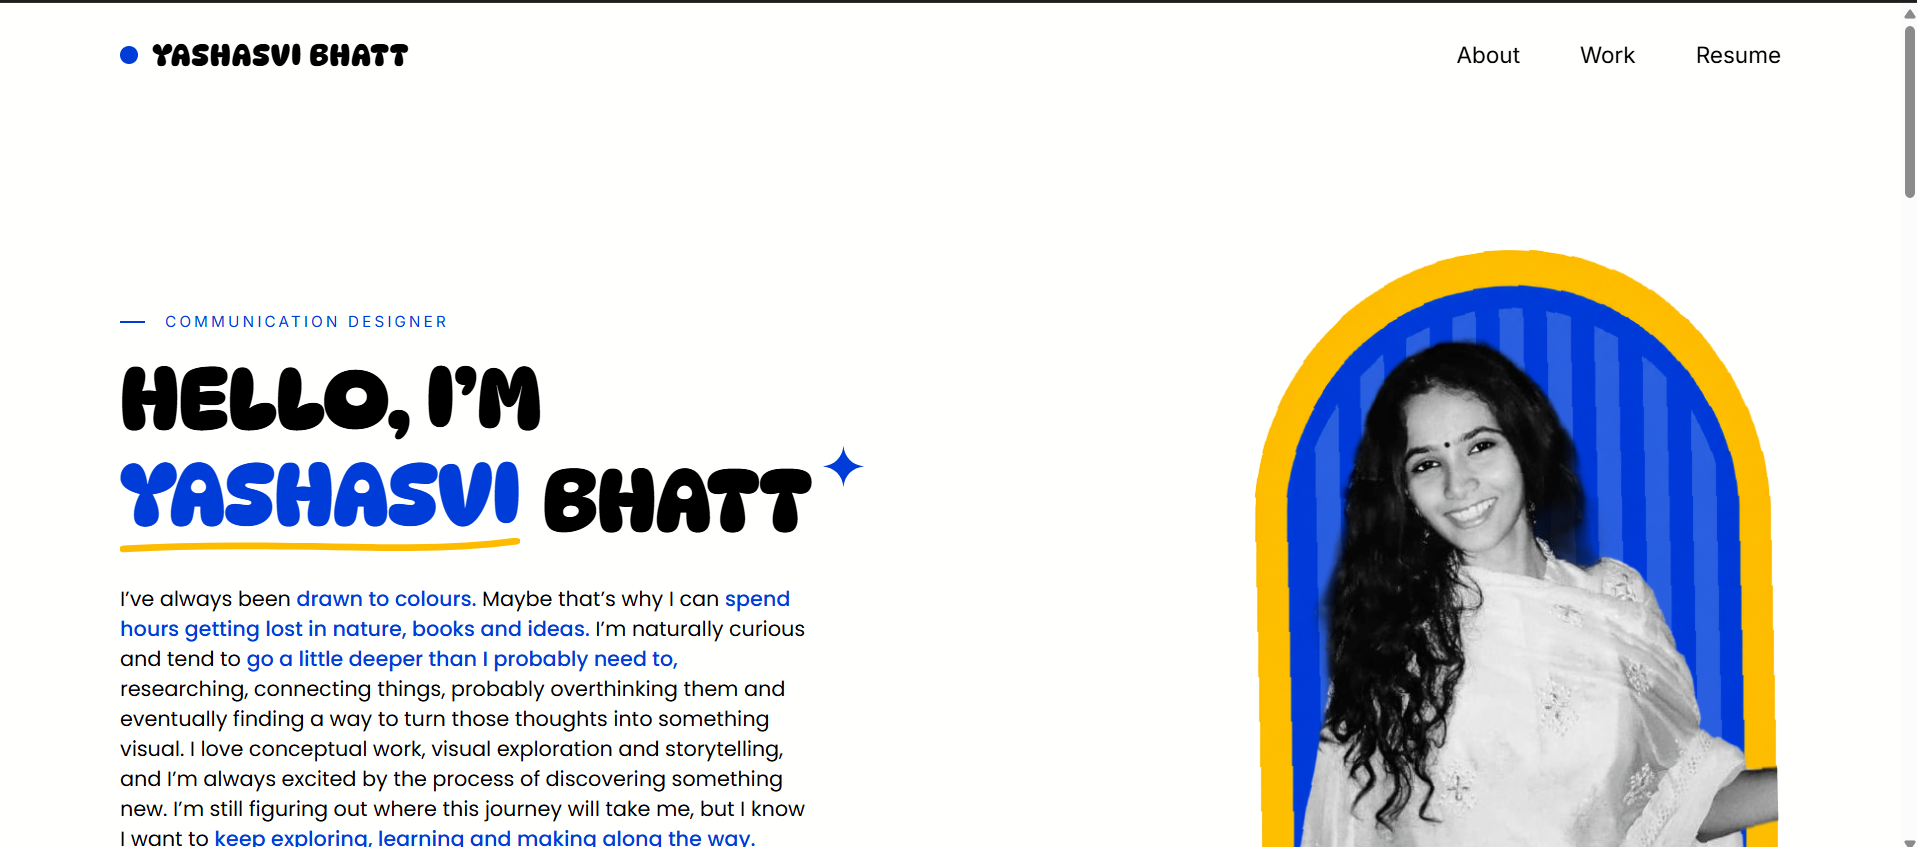 YASHASVI BHATT
About Work Resume
COMMUNICATION DESIGNER
HELLO, I’M
YASHASVI BHATT
I’ve always been drawn to colours. Maybe that’s why I can spend
hours getting lost in nature, books and ideas. I’m naturally curious
and tend to go a little deeper than I probably need to,
researching, connecting things, probably overthinking them and
eventually finding a way to turn those thoughts into something
visual. I love conceptual work, visual exploration and storytelling,
and I’m always excited by the process of discovering something
new. I’m still figuring out where this journey will take me, but I know
I want to keep exploring, learning and making along the way.